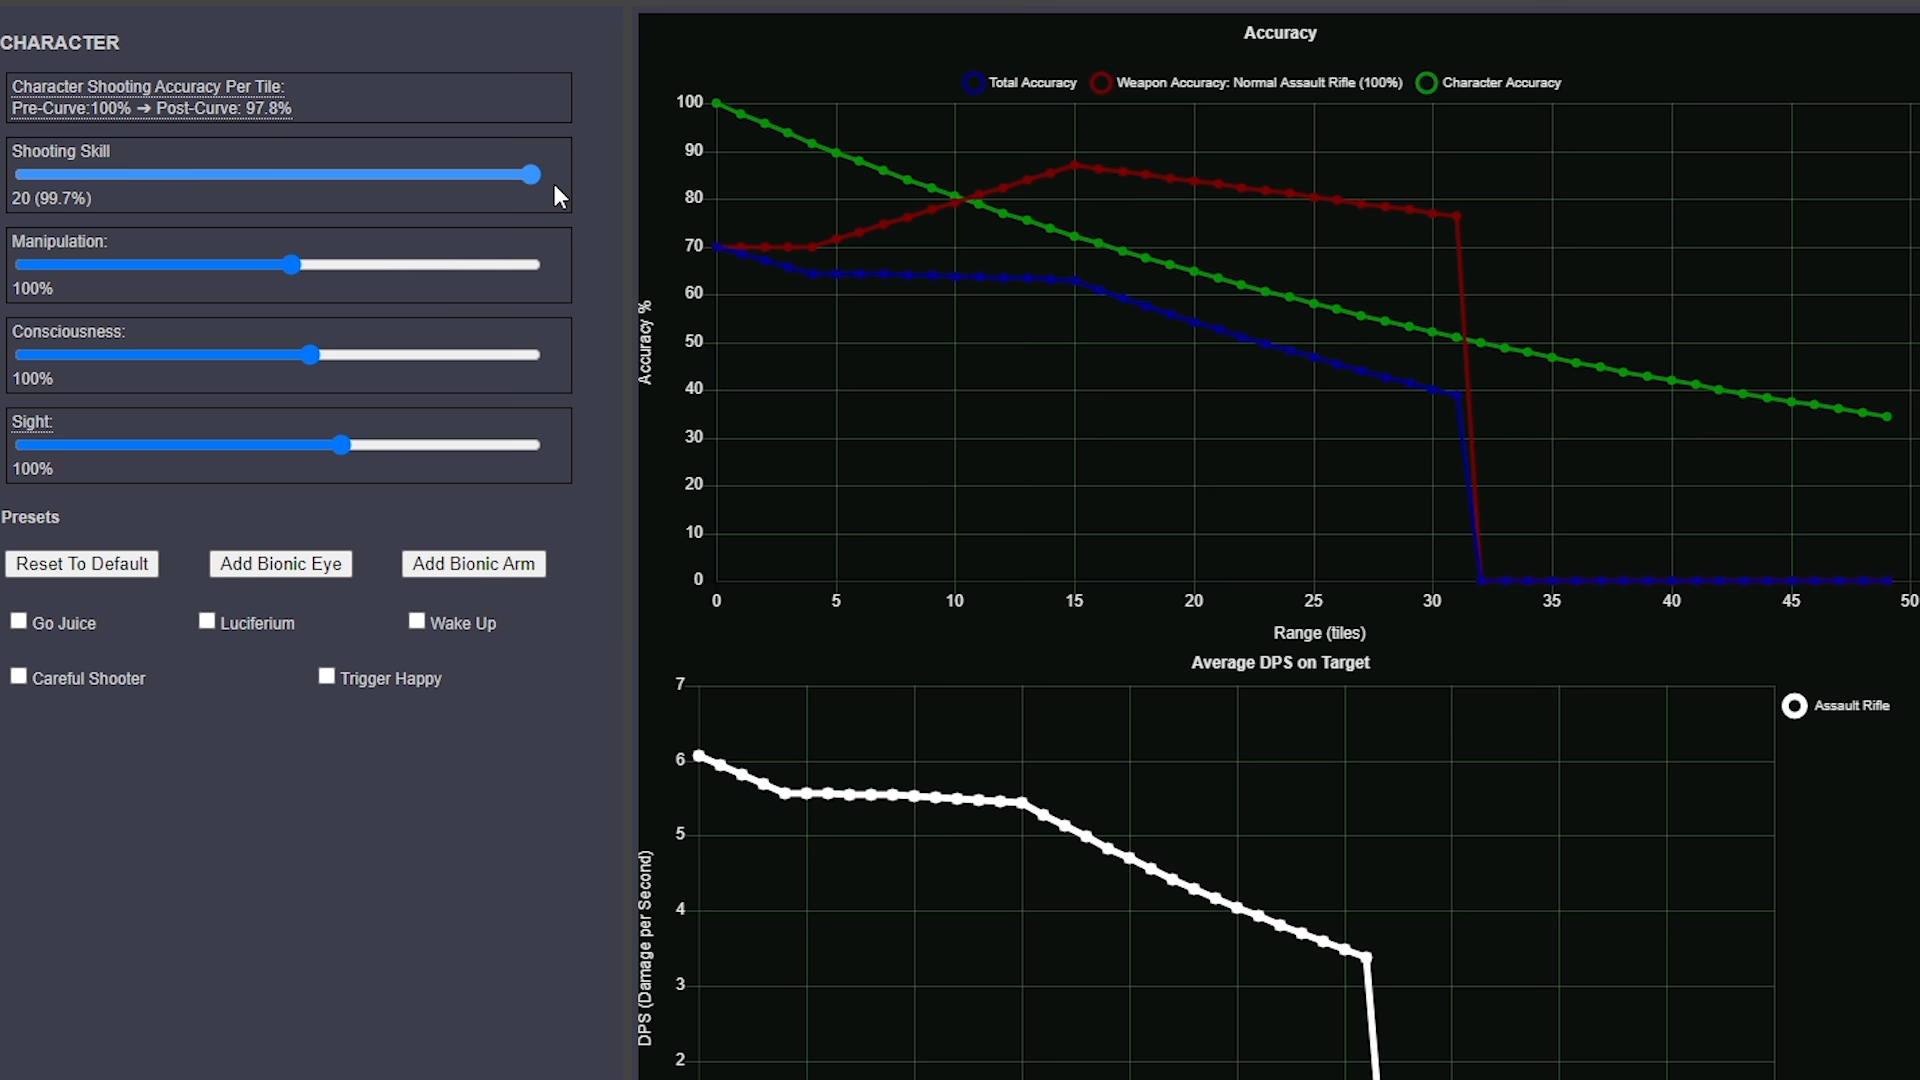 CHARACTER
Character Shooting Accuracy Per Tile:
Pre-Curve:100% ➔ Post-Curve: 97.8%
Shooting Skill
20 (99.7%)
Manipulation:
100%
Consciousness:
100%
Sight:
100%
Presets
Reset To Default
Add Bionic Eye
Add Bionic Arm
Go Juice
Luciferium
Wake Up
Careful Shooter
Trigger Happy
Accuracy
Total Accuracy
Weapon Accuracy: Normal Assault Rifle (100%)
Character Accuracy
Accuracy %
100
90
80
70
60
50
40
30
20
10
0
0 5 10 15 20 25 30 35 40 45 50
Range (tiles)
Average DPS on Target
Assault Rifle
DPS (Damage per Second)
7
6
5
4
3
2